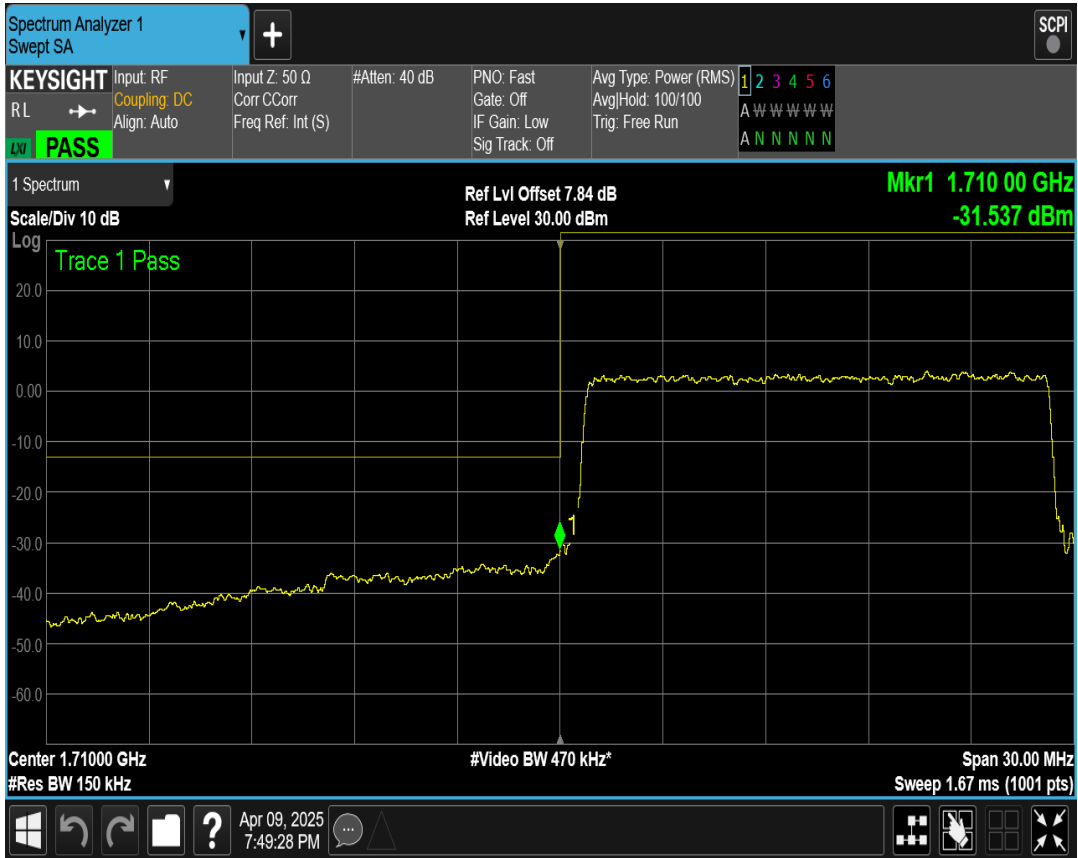 Spectrum Analyzer 1
Swept SA
+
SCPI
KEYSIGHT
RL
LXI PASS
Input: RF
Coupling: DC
Align: Auto
Input Z: 50 Ω
Corr CCorr
Freq Ref: Int (S)
#Atten: 40 dB
PNO: Fast
Gate: Off
IF Gain: Low
Sig Track: Off
Avg Type: Power (RMS)
Avg|Hold: 100/100
Trig: Free Run
1 2 3 4 5 6
A W W W W W
A N N N N N
1 Spectrum
Scale/Div 10 dB
Ref Lvl Offset 7.84 dB
Ref Level 30.00 dBm
Mkr1 1.710 00 GHz
-31.537 dBm
Log
Trace 1 Pass
20.0
10.0
0.00
-10.0
-20.0
1
-30.0
-40.0
-50.0
-60.0
Center 1.71000 GHz
#Video BW 470 kHz*
Span 30.00 MHz
#Res BW 150 kHz
Sweep 1.67 ms (1001 pts)
?
Apr 09, 2025
7:49:28 PM